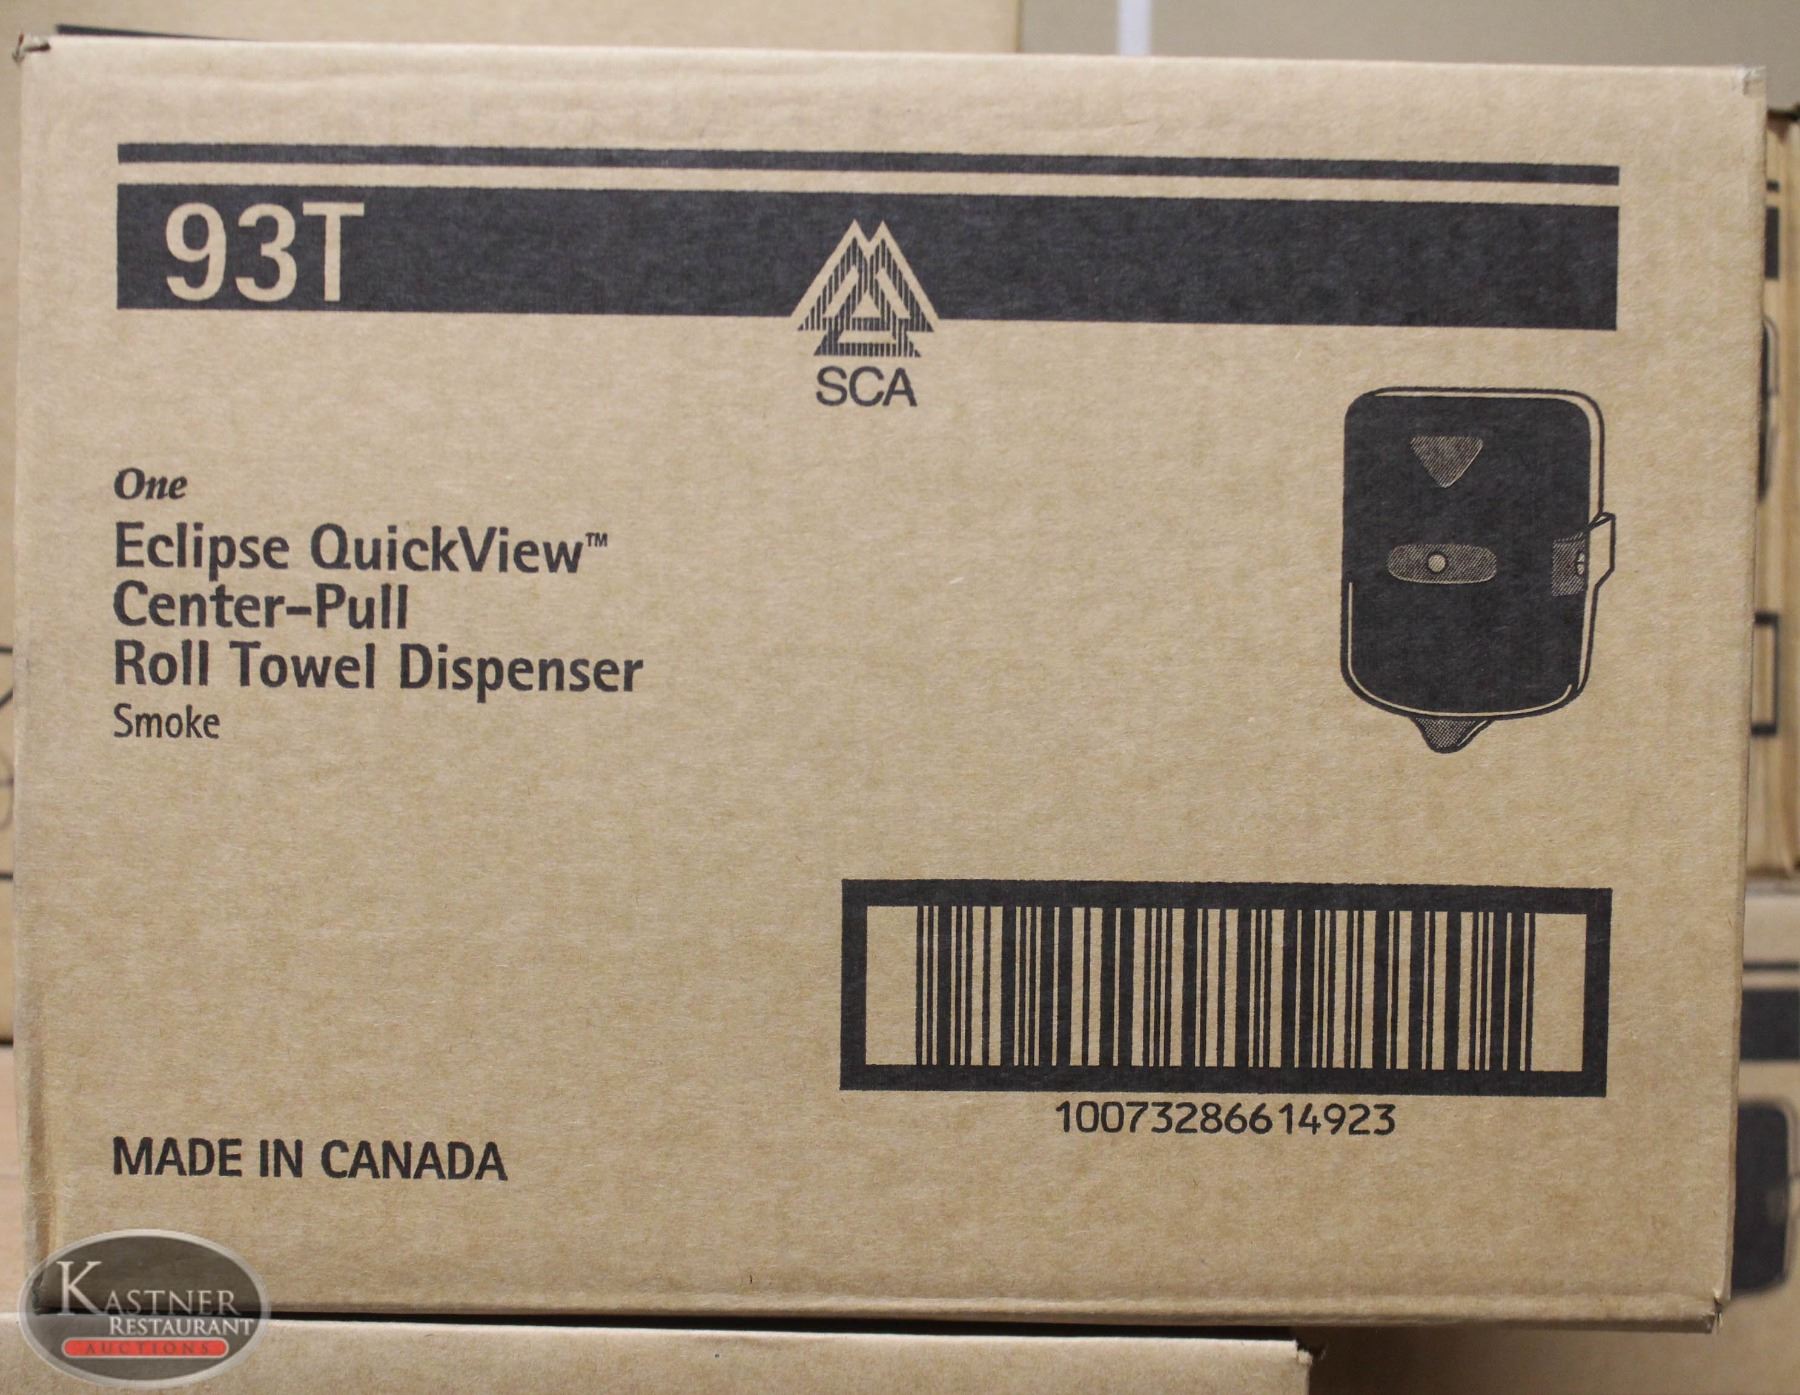 93T
SCA
One
Eclipse QuickView™
Center-Pull
Roll Towel Dispenser
Smoke
10073286614923
MADE IN CANADA
KASTNER
RESTAURANT
AUCTIONS